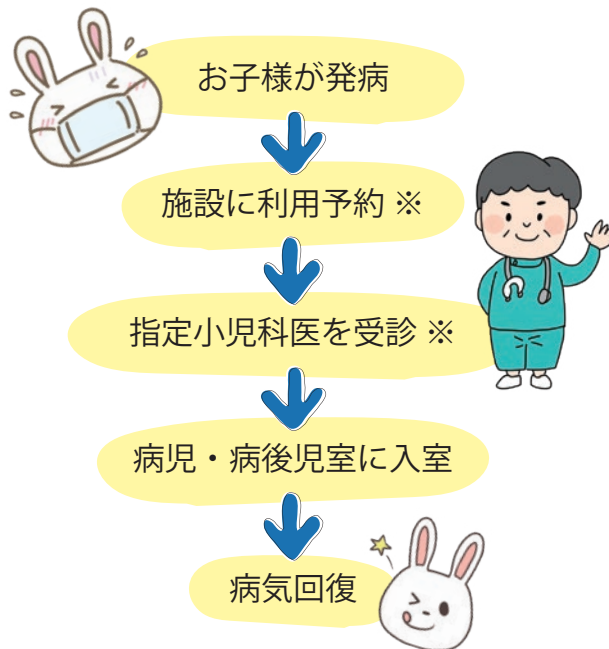 お子様が発病
施設に利用予約 ※
指定小児科医を受診 ※
病児・病後児室に入室
病気回復